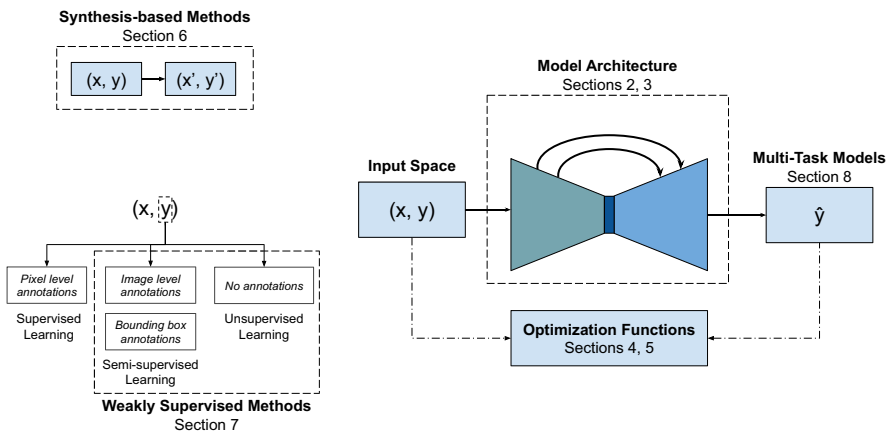 Synthesis-based Methods
Section 6
(x, y)
(x', y')
(x, y)
Pixel level
annotations
Supervised
Learning
Image level
annotations
Bounding box
annotations
Semi-supervised
Learning
No annotations
Unsupervised
Learning
Weakly Supervised Methods
Section 7
Model Architecture
Sections 2, 3
Input Space
(x, y)
Multi-Task Models
Section 8
ŷ
Optimization Functions
Sections 4, 5